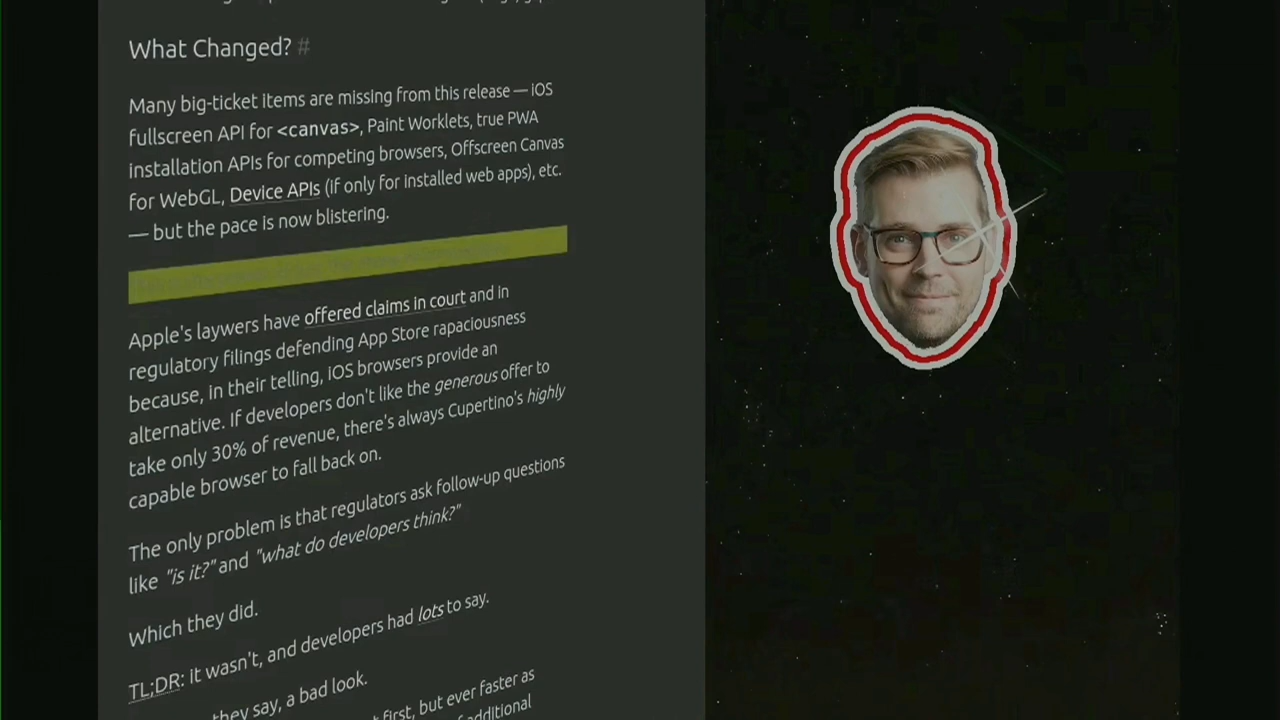 What Changed? #
Many big-ticket items are missing from this release — iOS
fullscreen API for <canvas>, Paint Worklets, true PWA
installation APIs for competing browsers, Offscreen Canvas
for WebGL, Device APIs (if only for installed web apps), etc.
— but the pace is now blistering.
Apple's laywers have offered claims in court and in
regulatory filings defending App Store rapaciousness
because, in their telling, iOS browsers provide an
alternative. If developers don't like the generous offer to
take only 30% of revenue, there's always Cupertino's highly
capable browser to fall back on.
The only problem is that regulators ask follow-up questions
like "is it?" and "what do developers think?"
Which they did.
TL;DR: it wasn't, and developers had lots to say.
they say, a bad look.
first, but ever faster as
additional